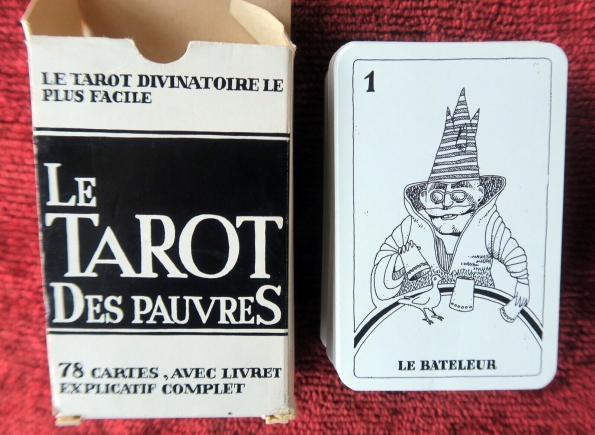 LE TAROT DIVINATOIRE LE
PLUS FACILE
LE
TAROT
DES PAUVRES
78 CARTES, AVEC LIVRET
EXPLICATIF COMPLET
1
LE BATELEUR